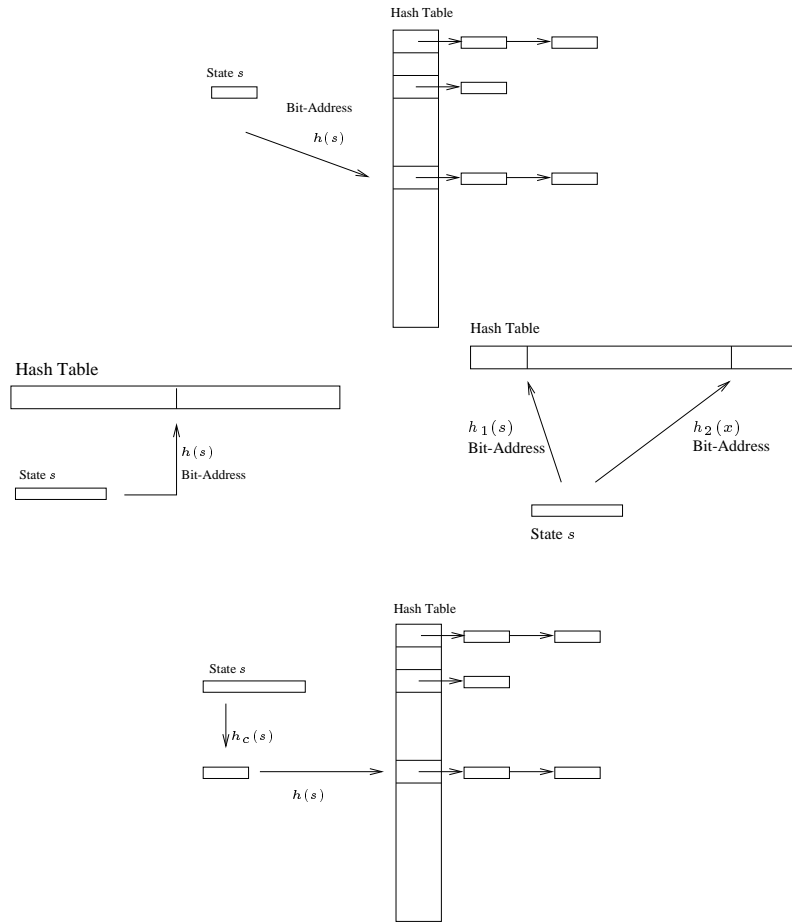 Hash Table
State s
Bit-Address
h(s)
Hash Table
h(s)
Bit-Address
State s
Hash Table
h1(s)
Bit-Address
h2(x)
Bit-Address
State s
Hash Table
State s
hc(s)
h(s)